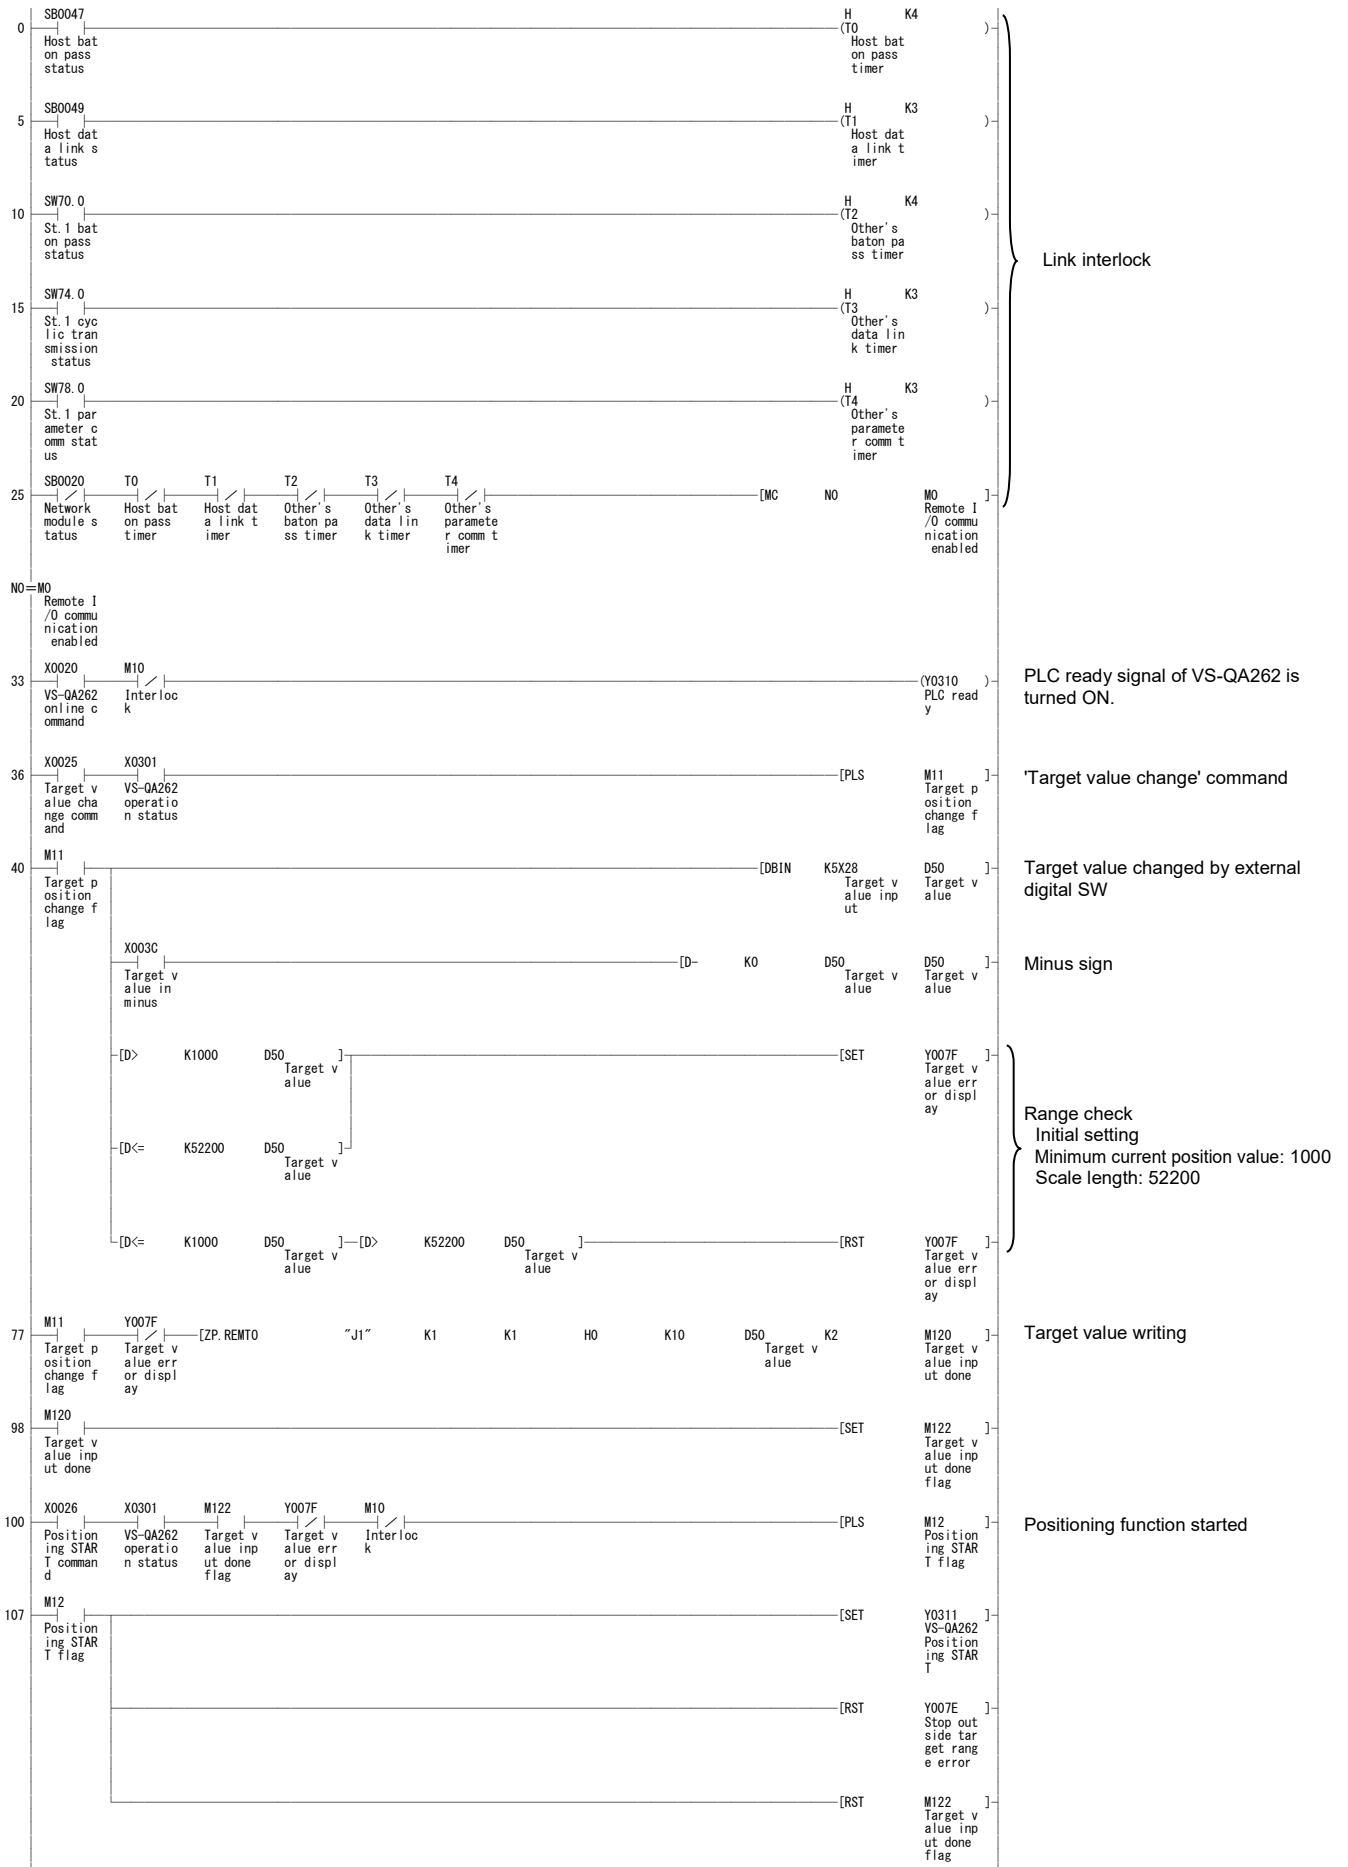 SB0047 H K4
0 (T0 )
Host bat Host bat
on pass on pass
status timer
SB0049 H K3
5 (T1 )
Host dat Host dat
a link s a link t
tatus imer
SW70.0 H K4
10 (T2 )
St.1 bat Other's
on pass baton pa
status ss timer
Link interlock
SW74.0 H K3
15 (T3 )
St.1 cyc Other's
lic tran data lin
smission k timer
status
SW78.0 H K3
20 (T4 )
St.1 par Other's
ameter c paramete
omm stat r comm t
us imer
SB0020 T0 T1 T2 T3 T4
25 [MC N0 M0 ]
Network Host bat Host dat Other's Other's Other's Remote I
module s on pass a link t baton pa data lin paramete /O commu
tatus timer imer ss timer k timer r comm t nication
imer enabled
N0=M0
Remote I
/O commu
nication
enabled
X0020 M10
33 (Y0310 ) PLC ready signal of VS-QA262 is
VS-QA262 Interloc PLC read turned ON.
online c k y
ommand
X0025 X0301
36 [PLS M11 ] 'Target value change' command
Target v VS-QA262 Target p
alue cha operatio osition
nge comm n status change f
and lag
M11
40 [DBIN K5X28 D50 ] Target value changed by external
Target p Target v Target v digital SW
osition alue inp alue
change f ut
lag
X003C
[D- K0 D50 D50 ] Minus sign
Target v Target v Target v
alue in alue alue
minus
[D> K1000 D50 ] [SET Y007F ]
Target v Target v
alue alue err
or displ
ay
Range check
Initial setting
[D<= K52200 D50 ] Minimum current position value: 1000
Target v Scale length: 52200
alue
[D<= K1000 D50 ] [D> K52200 D50 ] [RST Y007F ]
Target v Target v Target v
alue alue alue err
or displ
ay
M11 Y007F
77 [ZP.REMTO "J1" K1 K1 H0 K10 D50 K2 M120 ] Target value writing
Target p Target v Target v Target v
osition alue err alue alue inp
change f or displ ut done
lag ay
M120
98 [SET M122 ]
Target v Target v
alue inp alue inp
ut done ut done
flag
X0026 X0301 M122 Y007F M10
100 [PLS M12 ] Positioning function started
Position VS-QA262 Target v Target v Interloc Position
ing STAR operatio alue inp alue err k ing STAR
T comman n status ut done or displ T flag
d flag ay
M12
107 [SET Y0311 ]
Position VS-QA262
ing STAR Position
T flag ing STAR
T
[RST Y007E ]
Stop out
side tar
get rang
e error
[RST M122 ]
Target v
alue inp
ut done
flag